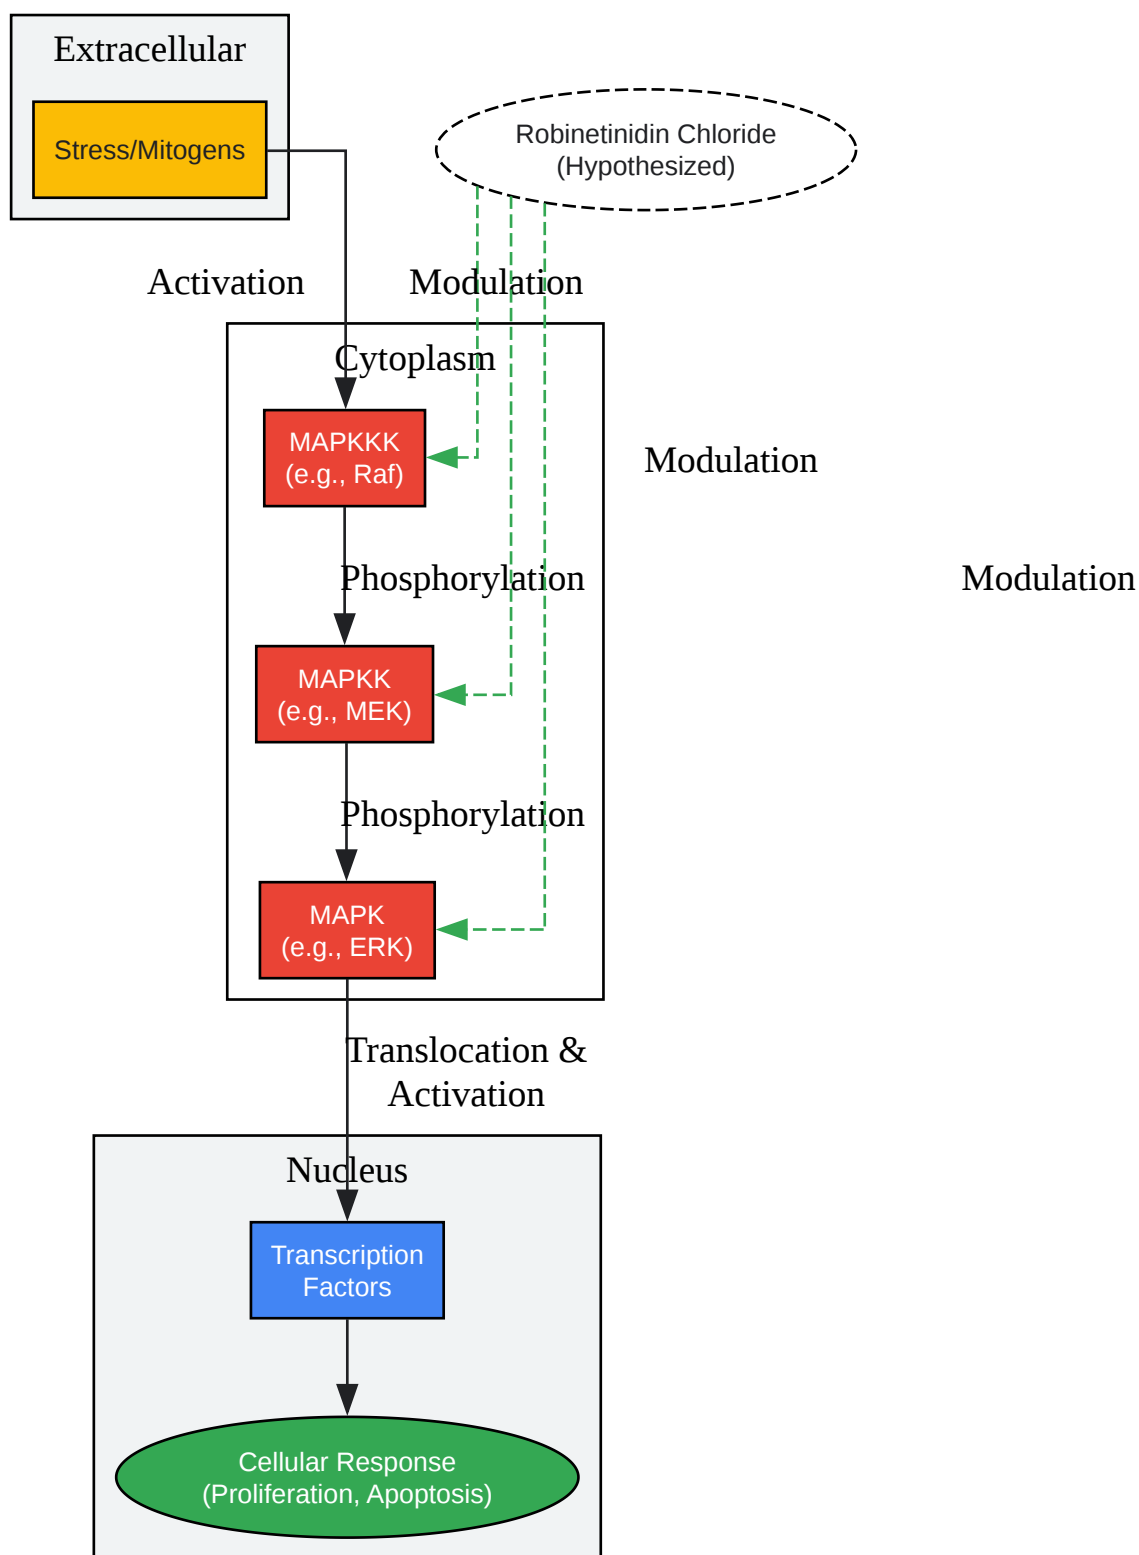 Extracellular
Stress/Mitogens
Robinetinidin Chloride
(Hypothesized)
Activation
Modulation
Cytoplasm
MAPKKK
(e.g., Raf)
Modulation
Phosphorylation
Modulation
MAPKK
(e.g., MEK)
Phosphorylation
MAPK
(e.g., ERK)
Translocation &
Activation
Nucleus
Transcription
Factors
Cellular Response
(Proliferation, Apoptosis)